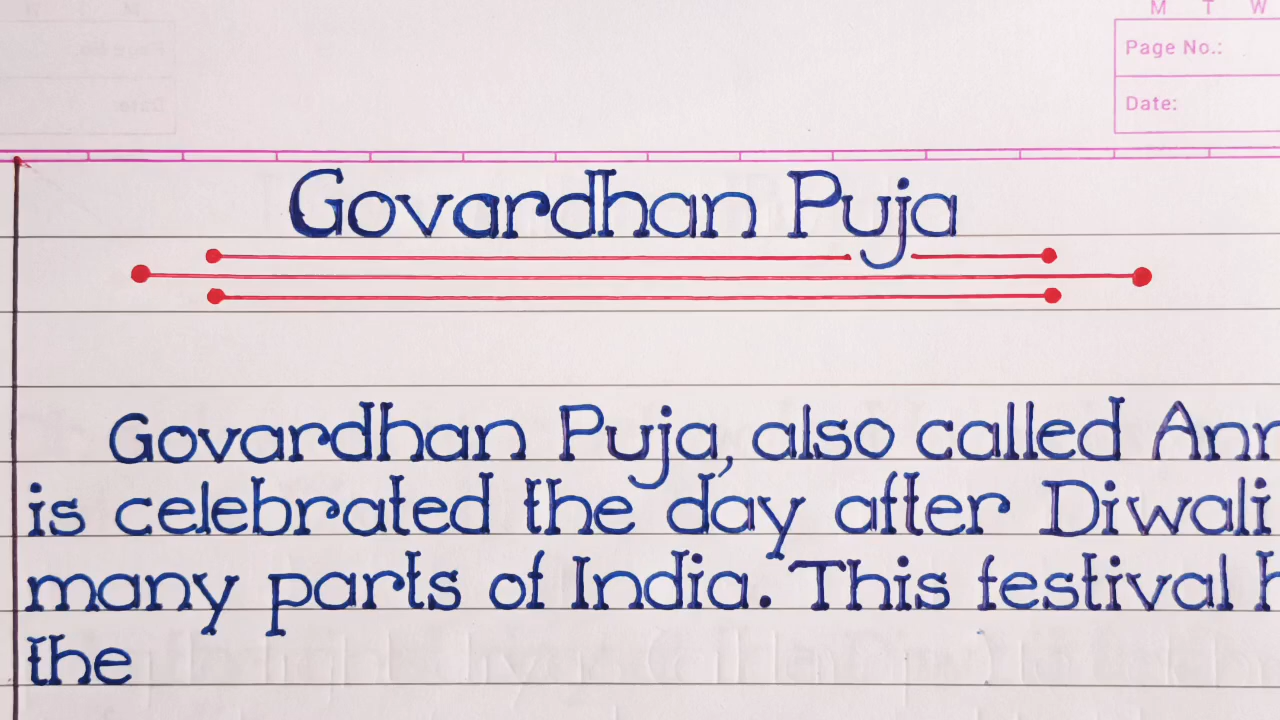 M T W
Page No.:
Date:
Govardhan Puja
Govardhan Puja, also called Ann
is celebrated the day after Diwali
many parts of India. This festival h
the